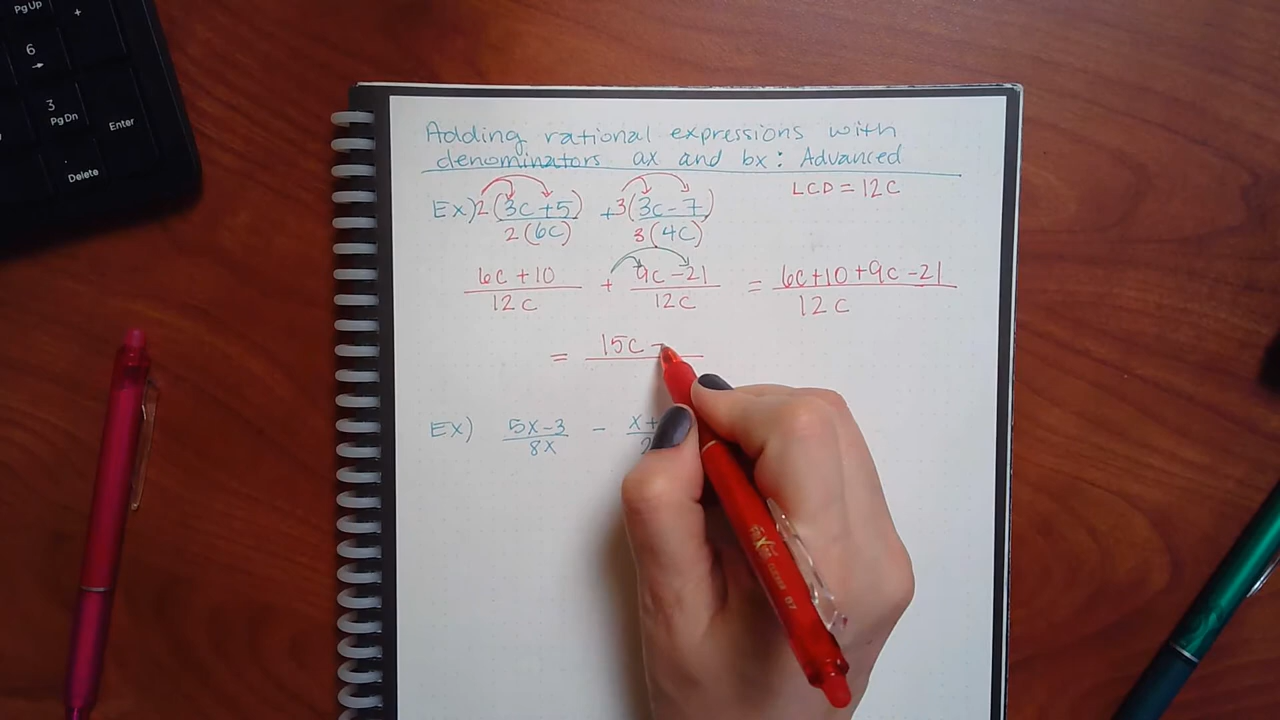 PgUp
+
6
3
PgDn
Enter
Delete
Adding rational expressions with
denominators ax and bx: Advanced
LCD = 12C
Ex) 2(3C+5) + 3(3C-7)
2(6C) 3(4C)
6C+10 + 9C-21 = 6C+10+9C-21
12C 12C 12C
= 15C -
Ex) 5x-3 - x+
8x 2